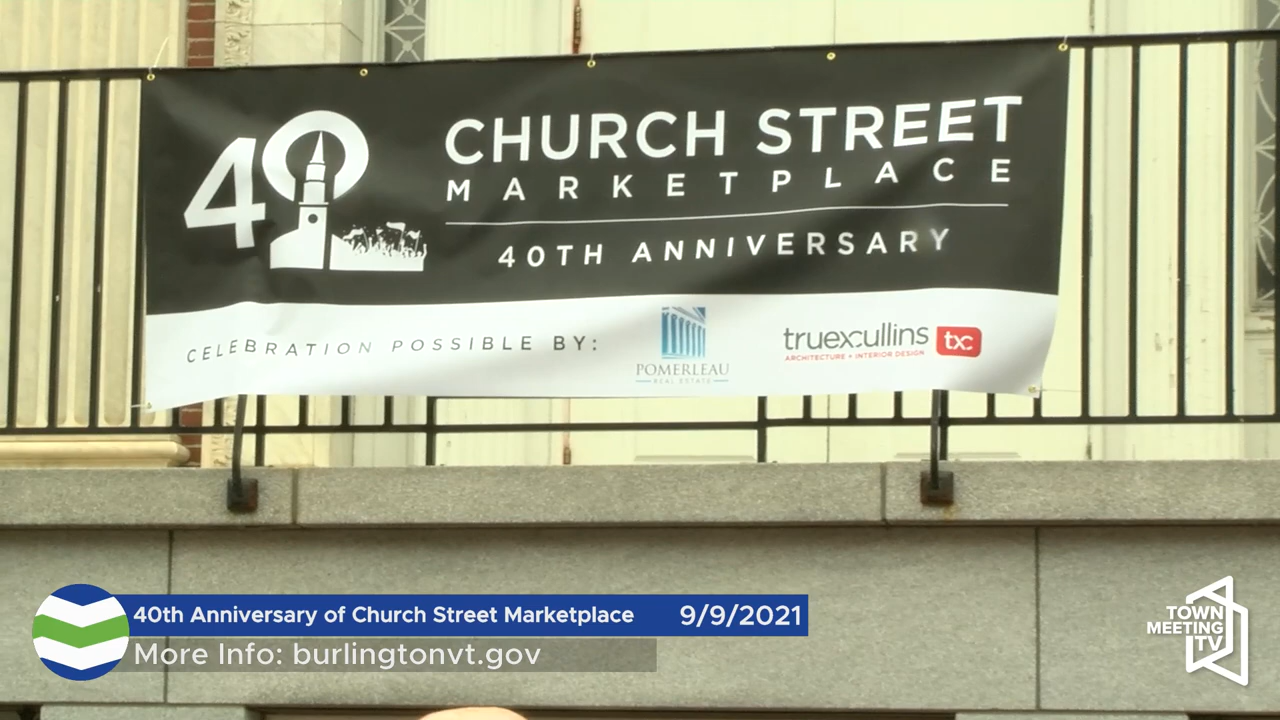 40
CHURCH STREET
MARKETPLACE
40TH ANNIVERSARY
CELEBRATION POSSIBLE BY:
POMERLEAU
REAL ESTATE
truexcullins
ARCHITECTURE + INTERIOR DESIGN
txc
40th Anniversary of Church Street Marketplace 9/9/2021
More Info: burlingtonvt.gov
TOWN
MEETING
TV